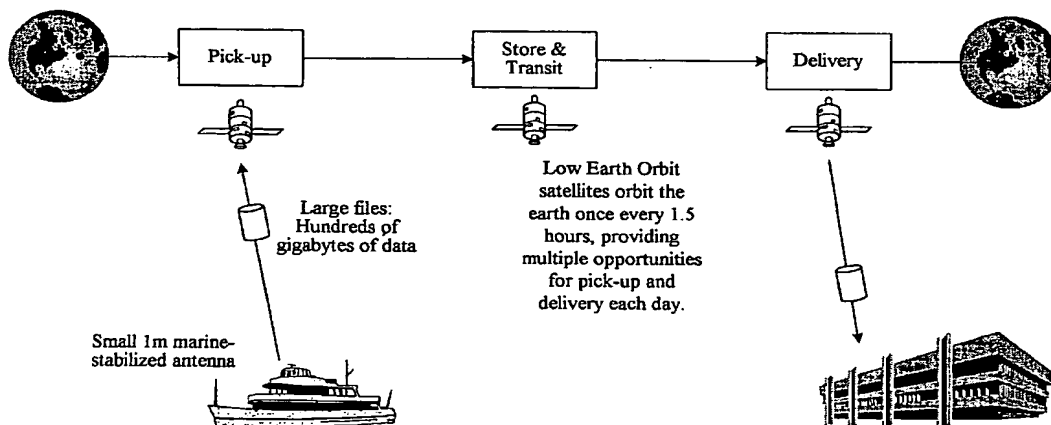 Pick-up
Store &
Transit
Delivery
Large files:
Hundreds of
gigabytes of data
Low Earth Orbit
satellites orbit the
earth once every 1.5
hours, providing
multiple opportunities
for pick-up and
delivery each day.
Small 1m marine-
stabilized antenna